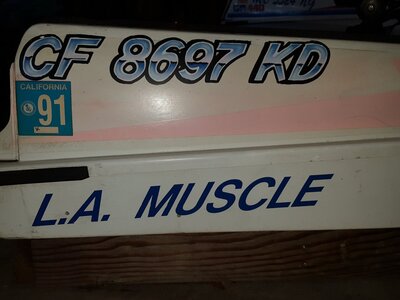 CF 8697 KD
CALIFORNIA
91
L.A. MUSCLE